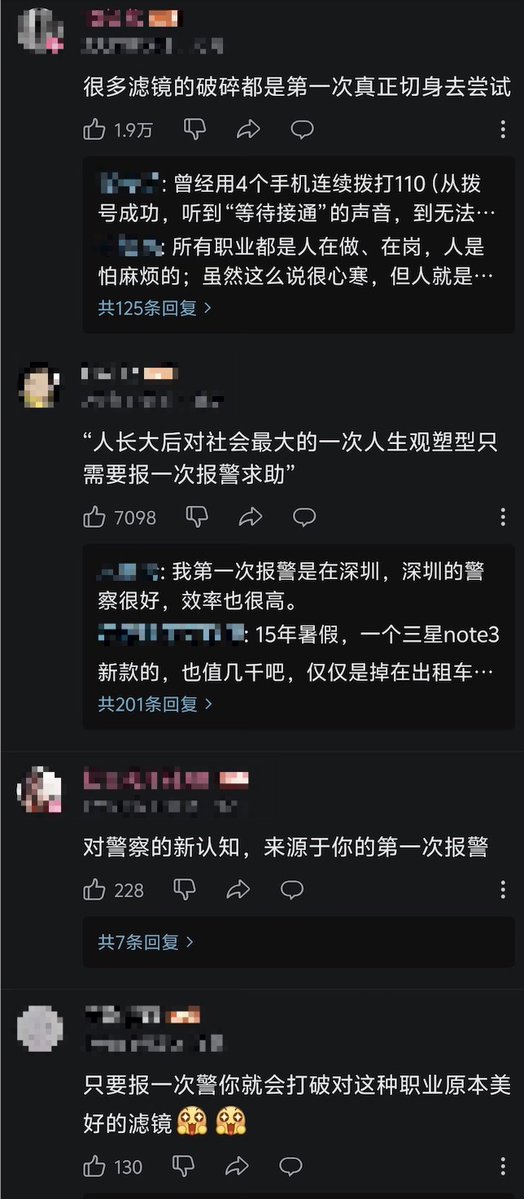 很多滤镜的破碎都是第一次真正切身去尝试
1.9万
: 曾经用4个手机连续拨打110（从拨
号成功，听到“等待接通”的声音，到无法…
: 所有职业都是人在做、在岗，人是
怕麻烦的；虽然这么说很心寒，但人就是…
共125条回复 >
“人长大后对社会最大的一次人生观塑型只
需要报一次报警求助”
7098
: 我第一次报警是在深圳，深圳的警
察很好，效率也很高。
: 15年暑假，一个三星note3
新款的，也值几千吧，仅仅是掉在出租车…
共201条回复 >
对警察的新认知，来源于你的第一次报警
228
共7条回复 >
只要报一次警你就会打破对这种职业原本美
好的滤镜
130